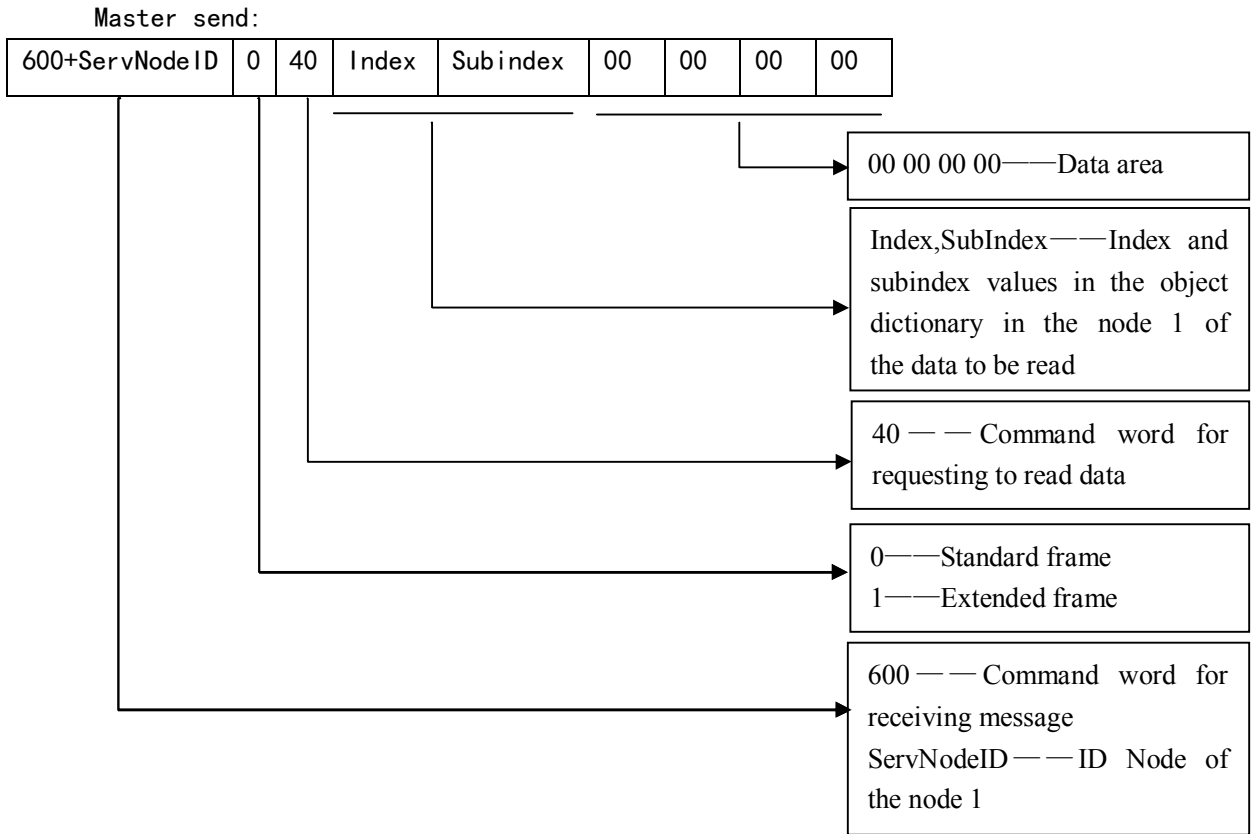 Master send:
600+ServNodeID 0 40 Index Subindex 00 00 00 00
00 00 00 00——Data area
Index,SubIndex——Index and
subindex values in the object
dictionary in the node 1 of
the data to be read
40——Command word for
requesting to read data
0——Standard frame
1——Extended frame
600——Command word for
receiving message
ServNodeID——ID Node of
the node 1